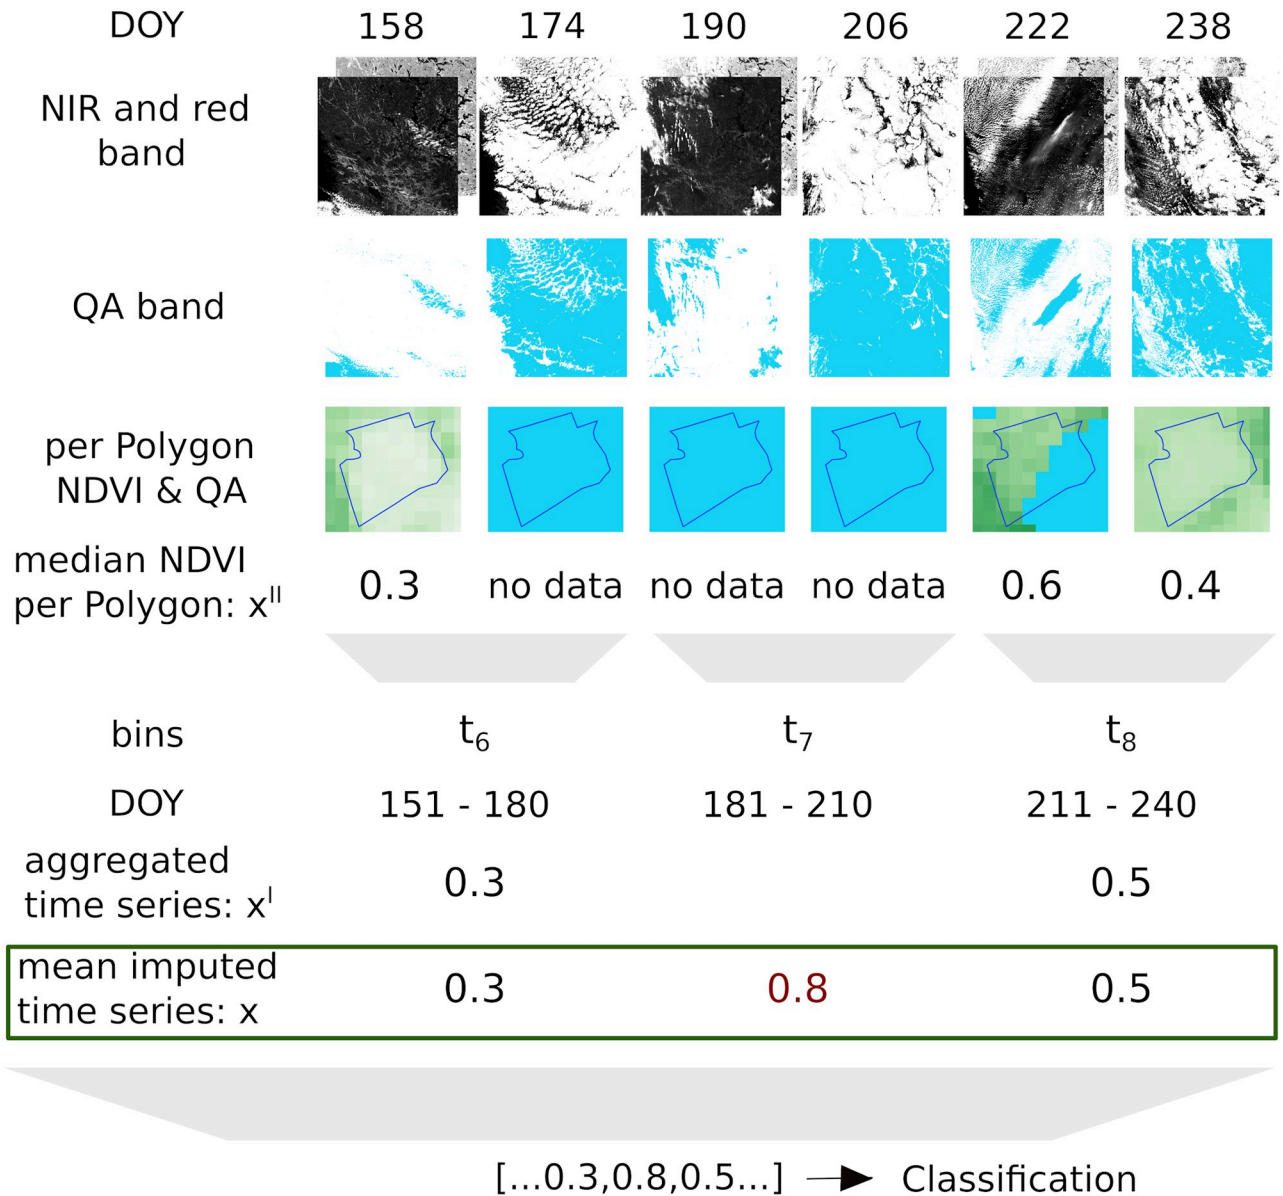 DOY 158 174 190 206 222 238
NIR and red
band
QA band
per Polygon
NDVI & QA
median NDVI
per Polygon: xᴵᴵ 0.3 no data no data no data 0.6 0.4
bins t₆ t₇ t₈
DOY 151 - 180 181 - 210 211 - 240
aggregated
time series: xᴵ 0.3 0.5
mean imputed
time series: x 0.3 0.8 0.5
[...0.3,0.8,0.5...] Classification